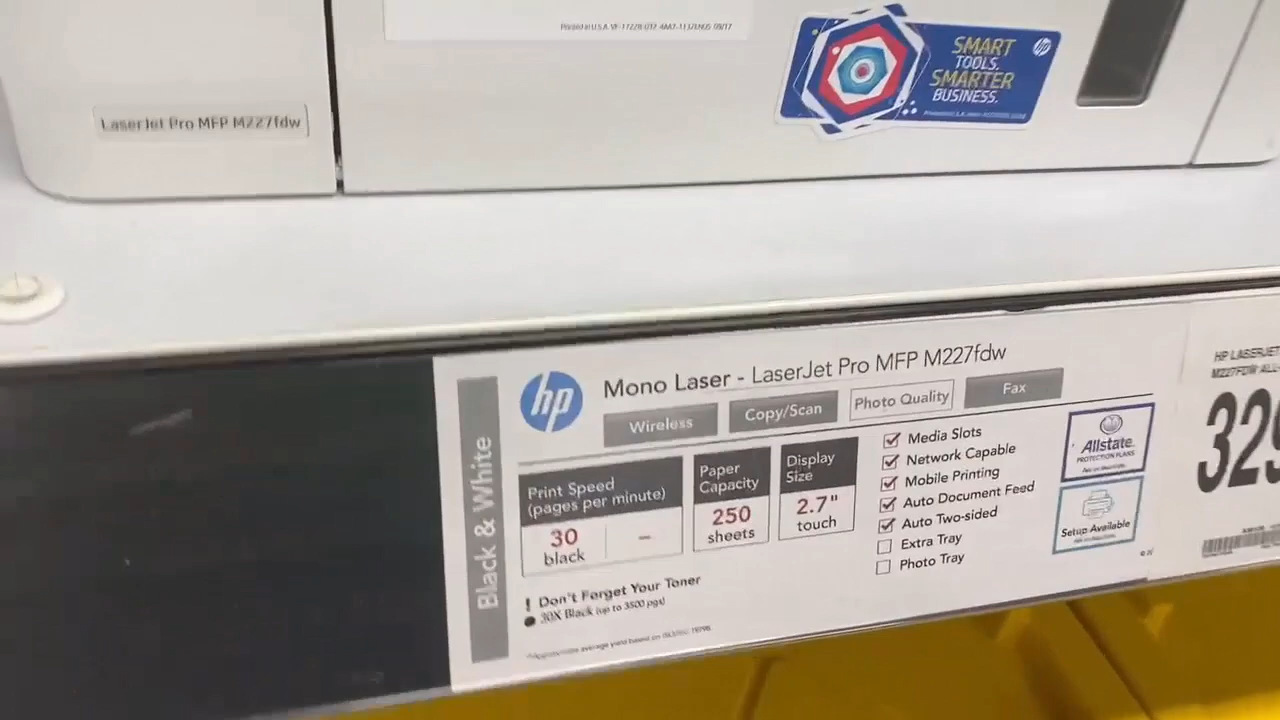 LaserJet Pro MFP M227fdw
SMART
TOOLS.
SMARTER
BUSINESS.
hp
Black & White
hp
Mono Laser - LaserJet Pro MFP M227fdw
Wireless
Copy/Scan
Photo Quality
Fax
Print Speed
(pages per minute)
30
black
-
Paper
Capacity
250
sheets
Display
Size
2.7"
touch
Media Slots
Network Capable
Mobile Printing
Auto Document Feed
Auto Two-sided
Extra Tray
Photo Tray
Allstate
PROTECTION PLANS
Setup Available
! Don't Forget Your Toner
30X Black (up to 3500 pgs)
HP LASERJET
M227FDW ALL-
329